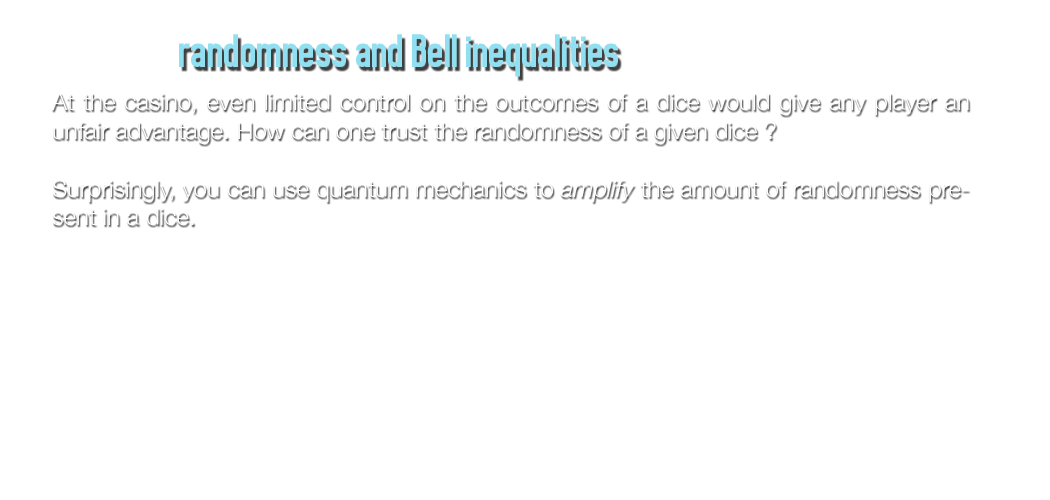 randomness and Bell inequalities
At the casino, even limited control on the outcomes of a dice would give any player an
unfair advantage. How can one trust the randomness of a given dice ?
Surprisingly, you can use quantum mechanics to amplify the amount of randomness pre-
sent in a dice.